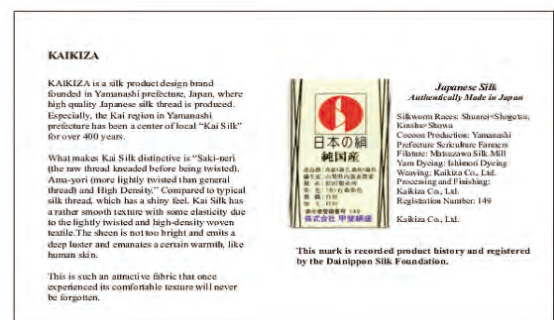 KAIKIZA
KAIKIZA is a silk product design brand
founded in Yamanashi prefecture, Japan, where
high quality Japanese silk thread is produced.
Especially, the Kai region in Yamanashi
prefecture has been a center of local “Kai Silk”
for over 400 years.
What makes Kai Silk distinctive is “Saki-neri
(the raw thread kneaded before being twisted),
Ama-yori (more lightly twisted than general
thread) and High Density.” Compared to typical
silk thread, which has a shiny feel. Kai Silk has
a rather smooth texture with some elasticity due
to the lightly twisted and high-density woven
textile. The sheen is not too bright and emits a
deep luster and emanates a certain warmth, like
human skin.
This is such an attractive fabric that once
experienced its comfortable texture will never
be forgotten.
日本の絹
純国産
株式会社 甲斐絹座
Japanese Silk
Authentically Made in Japan
Silkworm Races: Shunrei×Shogetsu,
Kinshu×Showa
Cocoon Production: Yamanashi
Prefecture Sericulture Farmers
Filature: Matsuzawa Silk Mill
Yarn Dyeing: Ishimori Dyeing
Weaving: Kaikiza Co., Ltd.
Processing and Finishing:
Kaikiza Co., Ltd.
Registration Number: 149
Kaikiza Co., Ltd.
This mark is recorded product history and registered
by the Dainippon Silk Foundation.